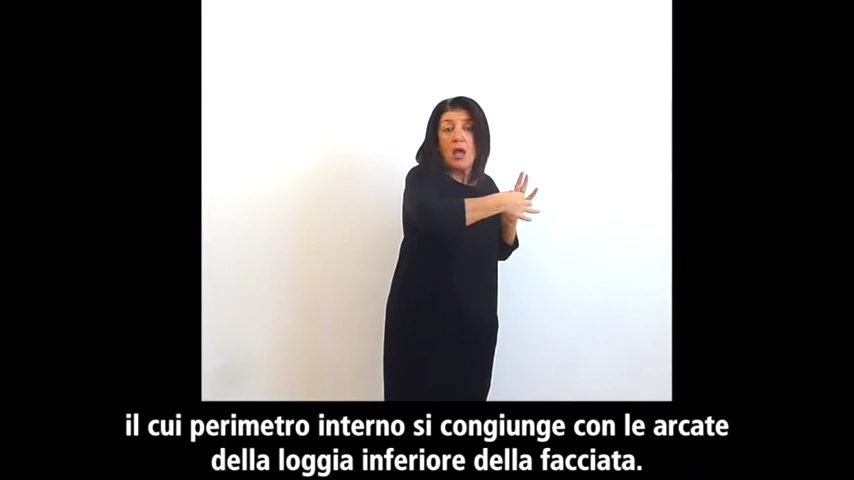 il cui perimetro interno si congiunge con le arcate
della loggia inferiore della facciata.